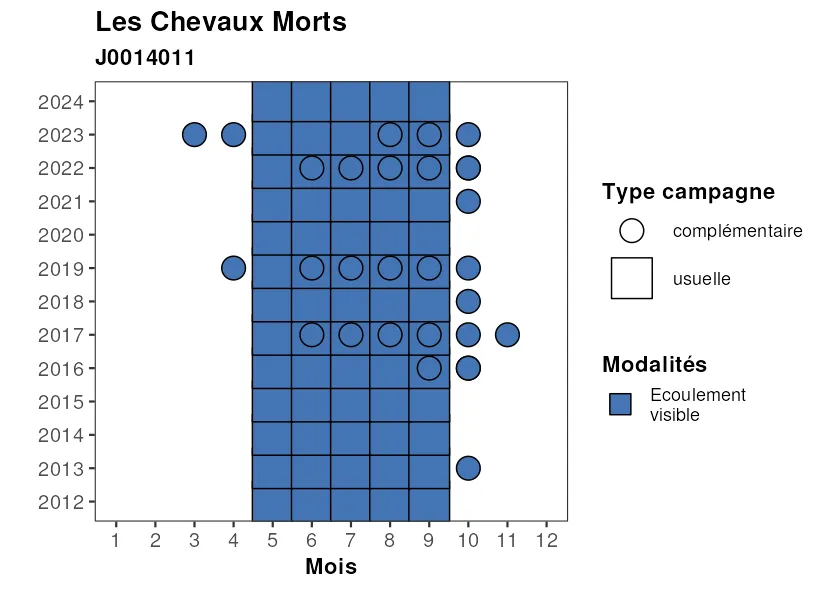 Les Chevaux Morts
J0014011
2024
2023
2022
2021
2020
2019
2018
2017
2016
2015
2014
2013
2012
1 2 3 4 5 6 7 8 9 10 11 12
Mois
Type campagne
complémentaire
usuelle
Modalités
Ecoulement
visible